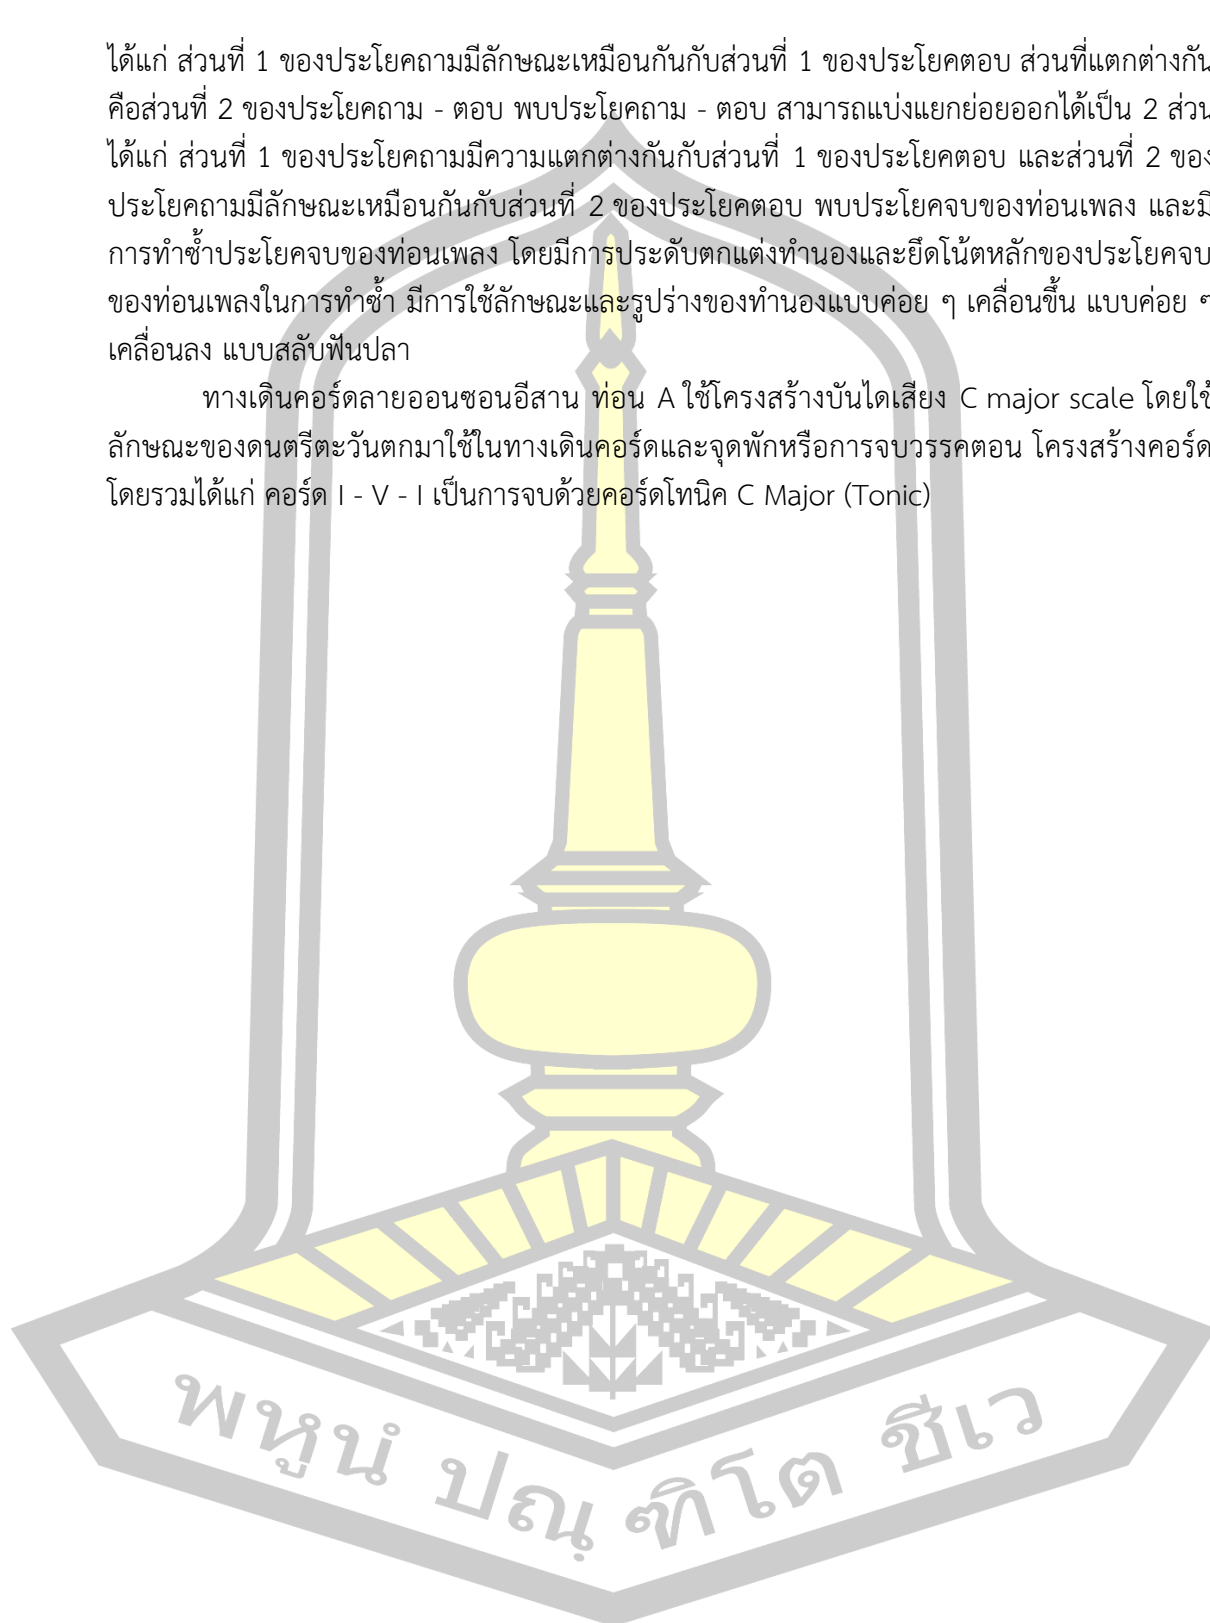 ได้แก่ ส่วนที่ 1 ของประโยคถามมีลักษณะเหมือนกันกับส่วนที่ 1 ของประโยคตอบ ส่วนที่แตกต่างกัน
คือส่วนที่ 2 ของประโยคถาม - ตอบ พบประโยคถาม - ตอบ สามารถแบ่งแยกย่อยออกได้เป็น 2 ส่วน
ได้แก่ ส่วนที่ 1 ของประโยคถามมีความแตกต่างกันกับส่วนที่ 1 ของประโยคตอบ และส่วนที่ 2 ของ
ประโยคถามมีลักษณะเหมือนกันกับส่วนที่ 2 ของประโยคตอบ พบประโยคจบของท่อนเพลง และมี
การทำซ้ำประโยคจบของท่อนเพลง โดยมีการประดับตกแต่งทำนองและยึดโน้ตหลักของประโยคจบ
ของท่อนเพลงในการทำซ้ำ มีการใช้ลักษณะและรูปร่างของทำนองแบบค่อย ๆ เคลื่อนขึ้น แบบค่อย ๆ
เคลื่อนลง แบบสลับฟันปลา
ทางเดินคอร์ดลายออนซอนอีสาน ท่อน A ใช้โครงสร้างบันไดเสียง C major scale โดยใช้
ลักษณะของดนตรีตะวันตกมาใช้ในทางเดินคอร์ดและจุดพักหรือการจบวรรคตอน โครงสร้างคอร์ด
โดยรวมได้แก่ คอร์ด I - V - I เป็นการจบด้วยคอร์ดโทนิค C Major (Tonic)
พหูนํ ปณฺ ฑิโต ชีเว